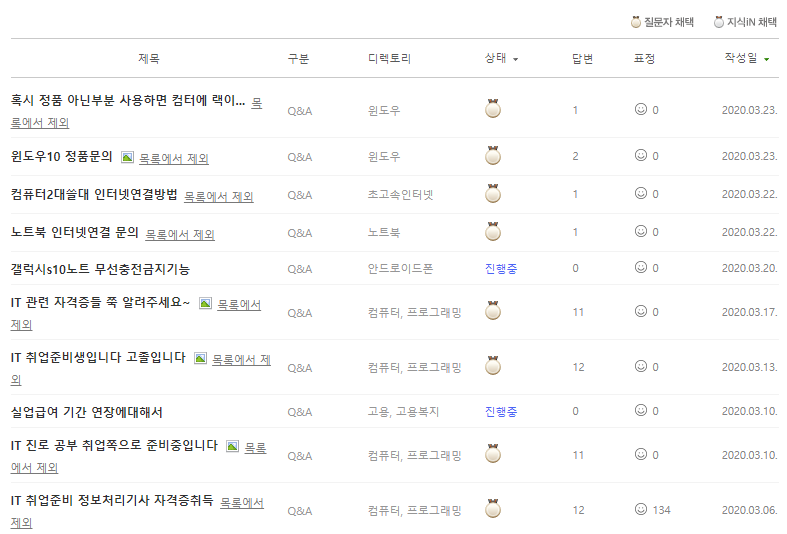 질문자 채택 지식iN 채택
제목 구분 디렉토리 상태 답변 표정 작성일
혹시 정품 아닌부분 사용하면 컴터에 랙이... 목
록에서 제외 Q&A 윈도우 1 0 2020.03.23.
윈도우10 정품문의 목록에서 제외 Q&A 윈도우 2 0 2020.03.23.
컴퓨터2대쓸대 인터넷연결방법 목록에서 제외 Q&A 초고속인터넷 1 0 2020.03.22.
노트북 인터넷연결 문의 목록에서 제외 Q&A 노트북 1 0 2020.03.22.
갤럭시s10노트 무선충전금지기능 Q&A 안드로이드폰 진행중 0 0 2020.03.20.
IT 관련 자격증들 쭉 알려주세요~ 목록에서
제외 Q&A 컴퓨터, 프로그래밍 11 0 2020.03.17.
IT 취업준비생입니다 고졸입니다 목록에서 제
외 Q&A 컴퓨터, 프로그래밍 12 0 2020.03.13.
실업급여 기간 연장에대해서 Q&A 고용, 고용복지 진행중 0 0 2020.03.10.
IT 진로 공부 취업쪽으로 준비중입니다 목록
에서 제외 Q&A 컴퓨터, 프로그래밍 11 0 2020.03.10.
IT 취업준비 정보처리기사 자격증취득 목록에서
제외 Q&A 컴퓨터, 프로그래밍 12 134 2020.03.06.